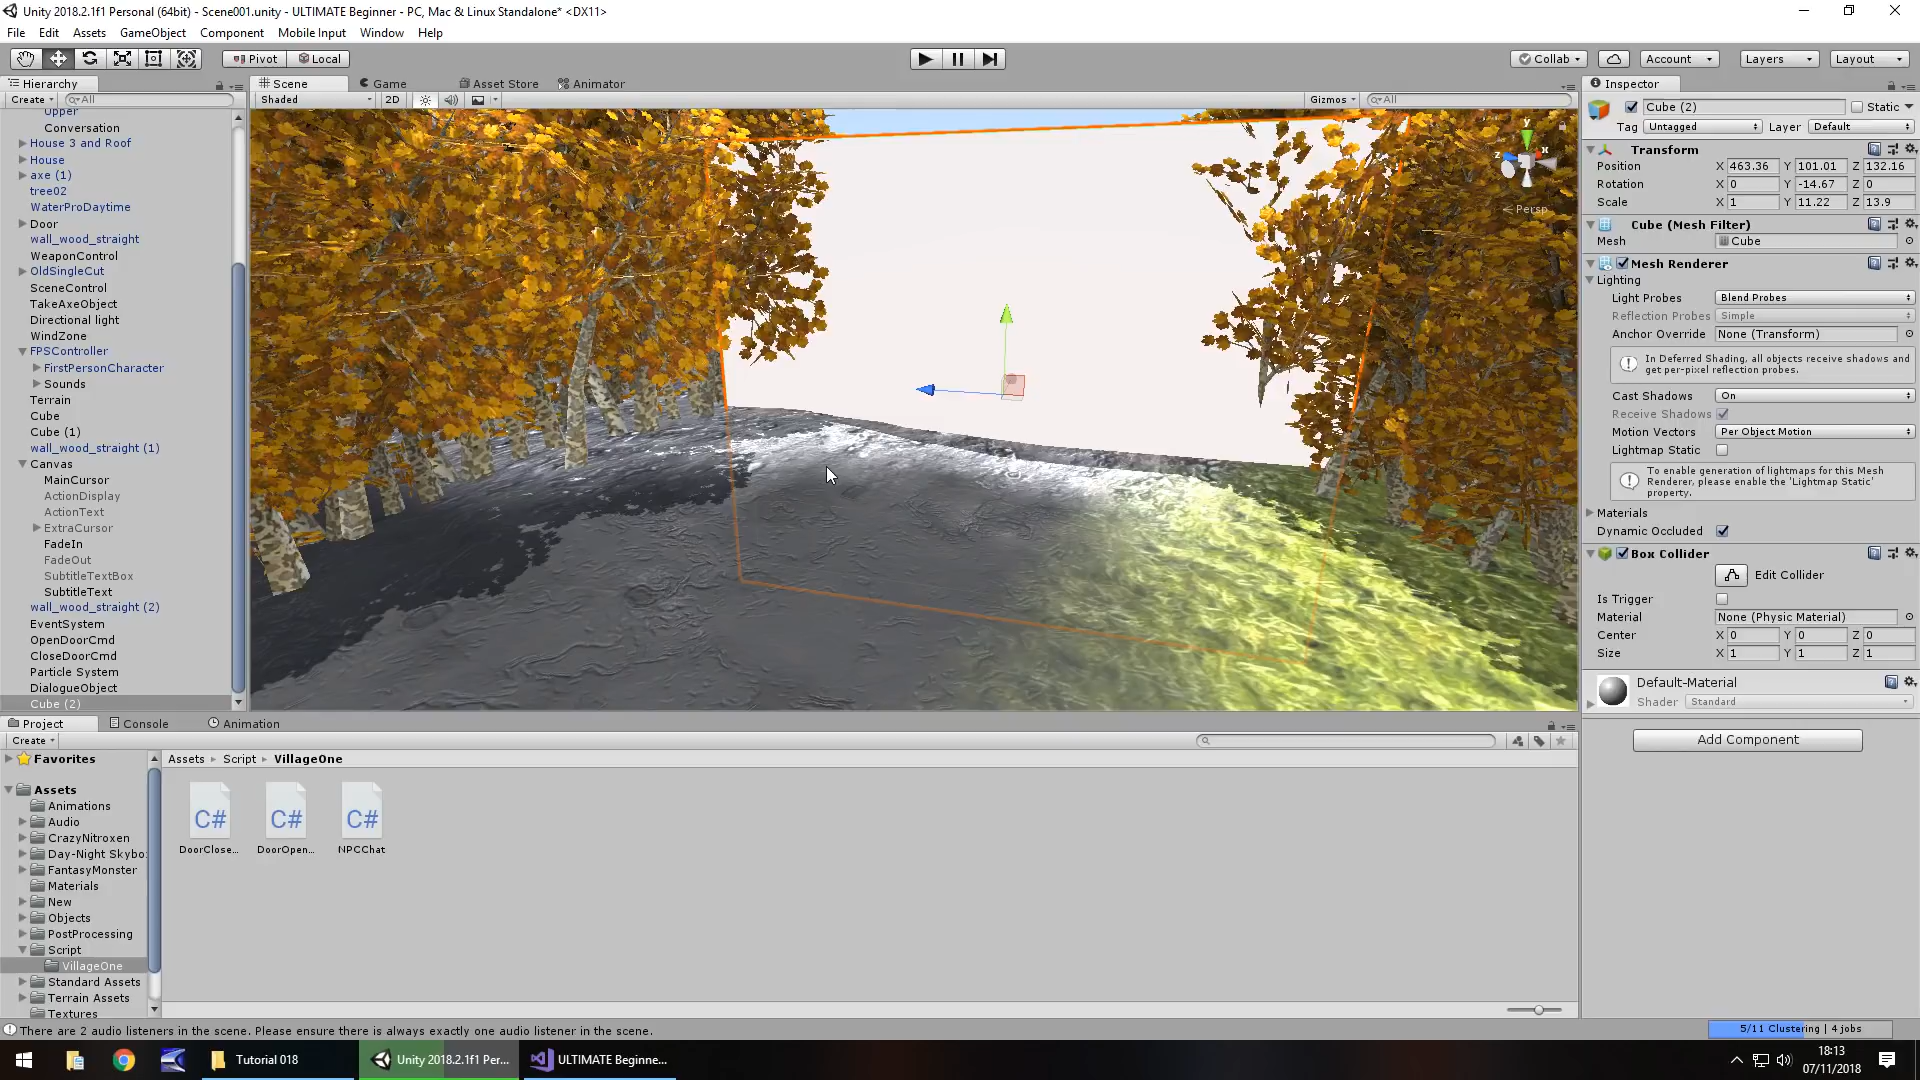 Unity 2018.2.1f1 Personal (64bit) - Scene001.unity - ULTIMATE Beginner - PC, Mac & Linux Standalone* <DX11>
File Edit Assets GameObject Component Mobile Input Window Help
Pivot Local
Collab Account Layers Layout
Hierarchy
Create All
Upper
Conversation
House 3 and Roof
House
axe (1)
tree02
WaterProDaytime
Door
wall_wood_straight
WeaponControl
OldSingleCut
SceneControl
TakeAxeObject
Directional light
WindZone
FPSController
FirstPersonCharacter
Sounds
Terrain
Cube
Cube (1)
wall_wood_straight (1)
Canvas
MainCursor
ActionDisplay
ActionText
ExtraCursor
FadeIn
FadeOut
SubtitleTextBox
SubtitleText
wall_wood_straight (2)
EventSystem
OpenDoorCmd
CloseDoorCmd
Particle System
DialogueObject
Cube (2)
Scene Game Asset Store Animator
Shaded 2D Gizmos All
y
x
z
Persp
Inspector
Cube (2) Static
Tag Untagged Layer Default
Transform
Position X 463.36 Y 101.01 Z 132.16
Rotation X 0 Y -14.67 Z 0
Scale X 1 Y 11.22 Z 13.9
Cube (Mesh Filter)
Mesh Cube
Mesh Renderer
Lighting
Light Probes Blend Probes
Reflection Probes Simple
Anchor Override None (Transform)
In Deferred Shading, all objects receive shadows and
get per-pixel reflection probes.
Cast Shadows On
Receive Shadows
Motion Vectors Per Object Motion
Lightmap Static
To enable generation of lightmaps for this Mesh
Renderer, please enable the 'Lightmap Static'
property.
Materials
Dynamic Occluded
Box Collider
Edit Collider
Is Trigger
Material None (Physic Material)
Center X 0 Y 0 Z 0
Size X 1 Y 1 Z 1
Default-Material
Shader Standard
Add Component
Project Console Animation
Create
Favorites
Assets
Animations
Audio
CrazyNitroxen
Day-Night Skybo
FantasyMonster
Materials
New
Objects
PostProcessing
Script
VillageOne
Standard Assets
Terrain Assets
Textures
Assets Script VillageOne
C# C# C#
DoorClose... DoorOpen... NPCChat
There are 2 audio listeners in the scene. Please ensure there is always exactly one audio listener in the scene.
5/11 Clustering | 4 jobs
Tutorial 018
Unity 2018.2.1f1 Per...
ULTIMATE Beginne...
18:13
07/11/2018